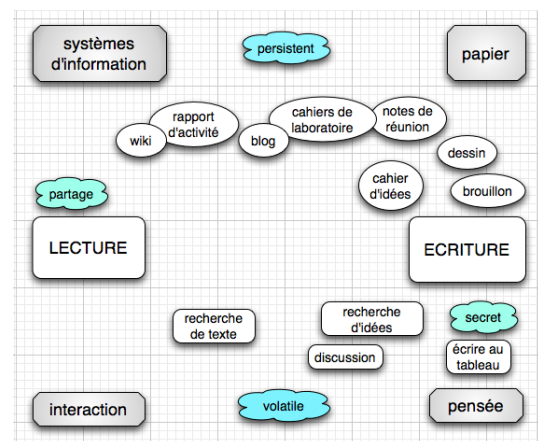 systèmes
d'information
persistent
papier
rapport
d'activité
cahiers de
laboratoire
notes de
réunion
wiki
blog
dessin
cahier
d'idées
brouillon
partage
LECTURE
ECRITURE
recherche
de texte
recherche
d'idées
secret
discussion
écrire au
tableau
interaction
volatile
pensée